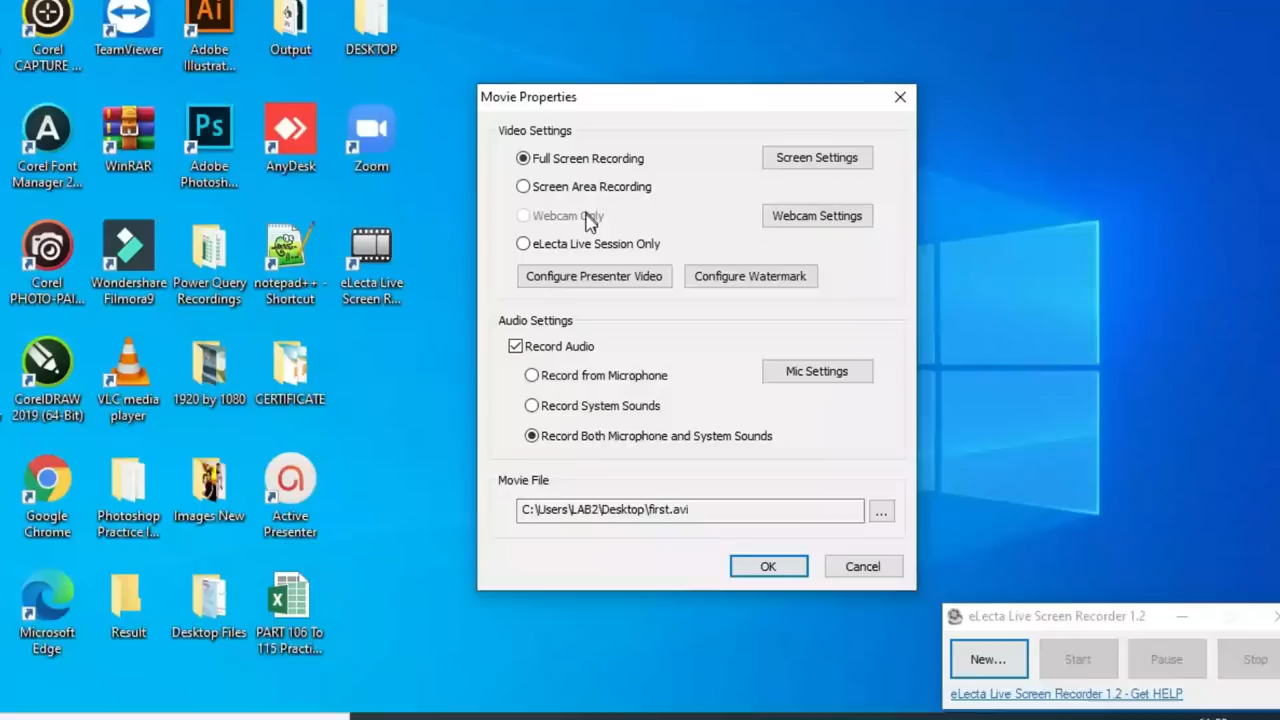 Corel
CAPTURE ...
TeamViewer
Adobe
Illustrat...
Output
DESKTOP
Corel Font
Manager 2...
WinRAR
Adobe
Photosh...
AnyDesk
Zoom
Corel
PHOTO-PAI...
Wondershare
Filmora9
Power Query
Recordings
notepad++ -
Shortcut
eLecta Live
Screen R...
CorelDRAW
2019 (64-Bit)
VLC media
player
1920 by 1080
CERTIFICATE
Google
Chrome
Photoshop
Practice I...
Images New
Active
Presenter
Microsoft
Edge
Result
Desktop Files
PART 106 To
115 Practi...
Movie Properties
Video Settings
Full Screen Recording
Screen Settings
Screen Area Recording
Webcam Only
Webcam Settings
eLecta Live Session Only
Configure Presenter Video
Configure Watermark
Audio Settings
Record Audio
Record from Microphone
Mic Settings
Record System Sounds
Record Both Microphone and System Sounds
Movie File
C:\Users\LAB2\Desktop\first.avi
...
OK
Cancel
eLecta Live Screen Recorder 1.2
New...
Start
Pause
Stop
eLecta Live Screen Recorder 1.2 - Get HELP